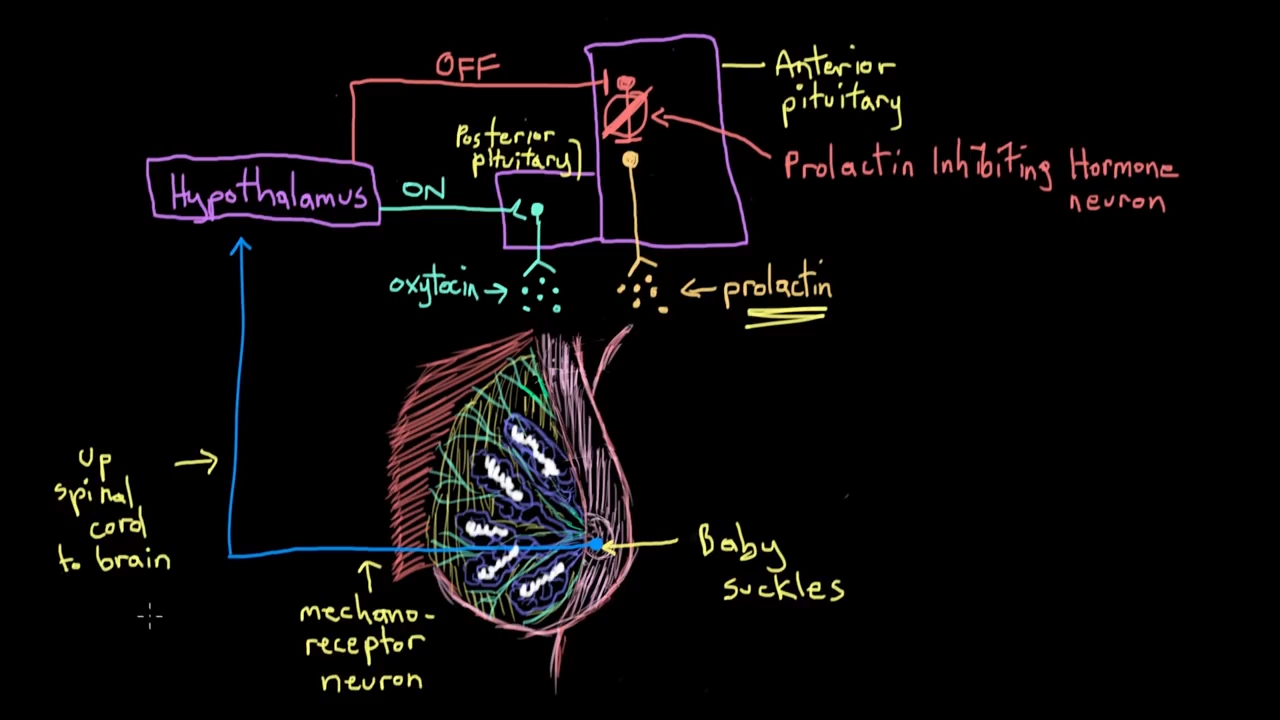 OFF
Anterior
pituitary
Posterior
pituitary
Prolactin Inhibiting Hormone
neuron
Hypothalamus
ON
oxytocin
prolactin
up
spinal
cord
to brain
Baby
suckles
mechano-
receptor
neuron